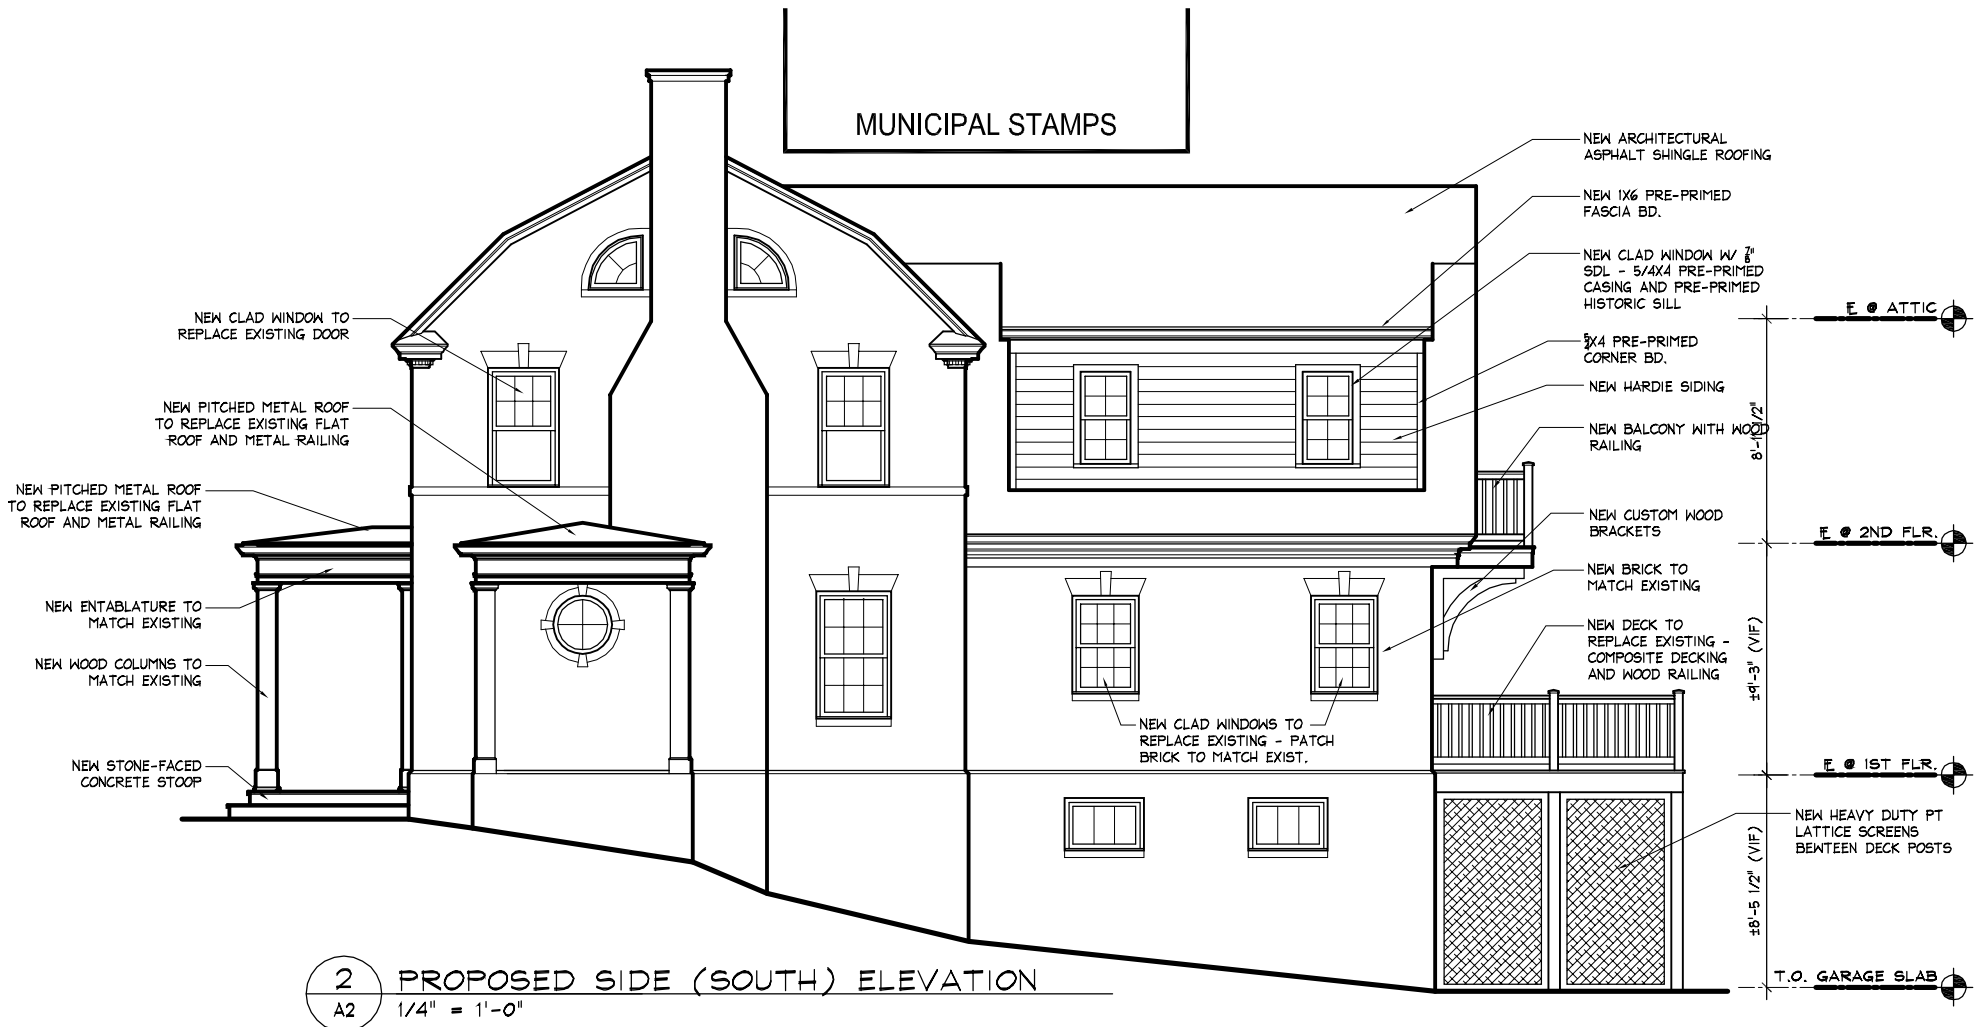 MUNICIPAL STAMPS
NEW ARCHITECTURAL
ASPHALT SHINGLE ROOFING
NEW 1X6 PRE-PRIMED
FASCIA BD.
NEW CLAD WINDOW W/ 7/8"
SDL - 5/4X4 PRE-PRIMED
CASING AND PRE-PRIMED
HISTORIC SILL
X4 PRE-PRIMED
CORNER BD.
NEW HARDIE SIDING
NEW BALCONY WITH WOOD
RAILING
NEW CUSTOM WOOD
BRACKETS
NEW BRICK TO
MATCH EXISTING
NEW DECK TO
REPLACE EXISTING -
COMPOSITE DECKING
AND WOOD RAILING
NEW CLAD WINDOW TO
REPLACE EXISTING DOOR
NEW PITCHED METAL ROOF
TO REPLACE EXISTING FLAT
ROOF AND METAL RAILING
NEW PITCHED METAL ROOF
TO REPLACE EXISTING FLAT
ROOF AND METAL RAILING
NEW ENTABLATURE TO
MATCH EXISTING
NEW WOOD COLUMNS TO
MATCH EXISTING
NEW STONE-FACED
CONCRETE STOOP
NEW CLAD WINDOWS TO
REPLACE EXISTING - PATCH
BRICK TO MATCH EXIST.
NEW HEAVY DUTY PT
LATTICE SCREENS
BEWTEEN DECK POSTS
F @ ATTIC
F @ 2ND FLR.
F @ 1ST FLR.
T.O. GARAGE SLAB
±9'-3" (VIF)
±8'-5 1/2" (VIF)
2
A2
PROPOSED SIDE (SOUTH) ELEVATION
1/4" = 1'-0"